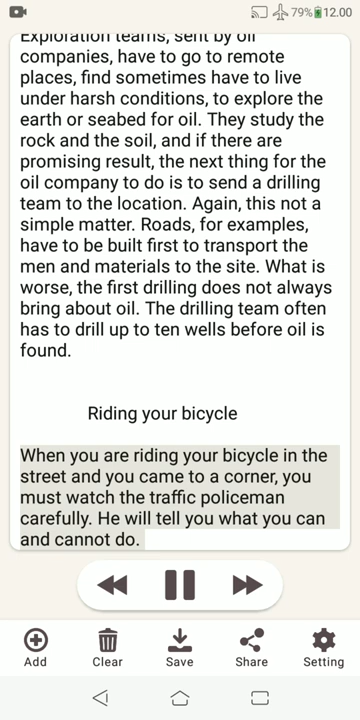 79% 12.00
Exploration teams, sent by oil
companies, have to go to remote
places, find sometimes have to live
under harsh conditions, to explore the
earth or seabed for oil. They study the
rock and the soil, and if there are
promising result, the next thing for the
oil company to do is to send a drilling
team to the location. Again, this not a
simple matter. Roads, for examples,
have to be built first to transport the
men and materials to the site. What is
worse, the first drilling does not always
bring about oil. The drilling team often
has to drill up to ten wells before oil is
found.
Riding your bicycle
When you are riding your bicycle in the
street and you came to a corner, you
must watch the traffic policeman
carefully. He will tell you what you can
and cannot do.
Add Clear Save Share Setting